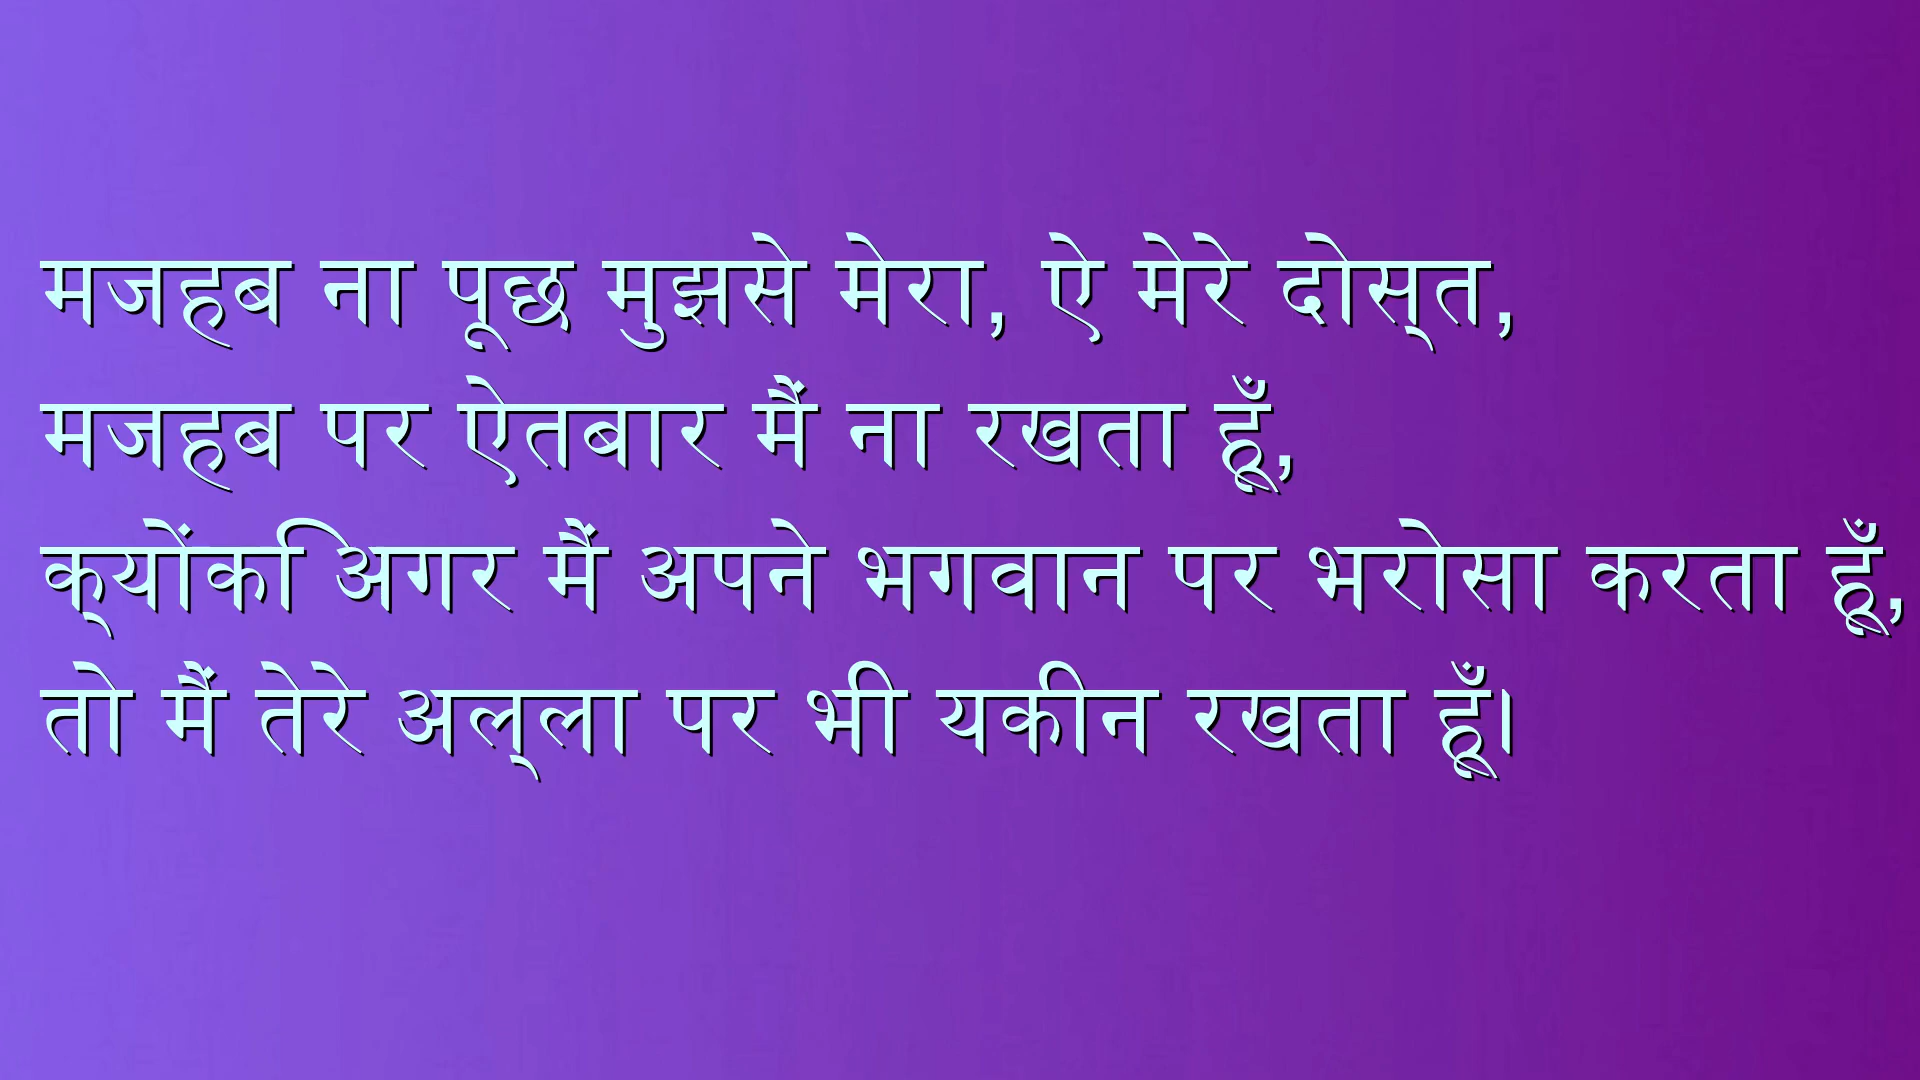 मजहब ना पूछ मुझसे मेरा, ऐ मेरे दोस्त,
मजहब पर ऐतबार मैं ना रखता हूँ,
क्योंकि अगर मैं अपने भगवान पर भरोसा करता हूँ,
तो मैं तेरे अल्ला पर भी यकीन रखता हूँ।